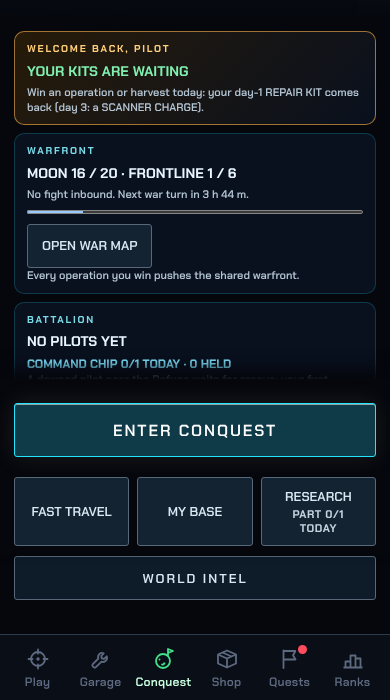 WELCOME BACK, PILOT
YOUR KITS ARE WAITING
Win an operation or harvest today: your day-1 REPAIR KIT comes
back (day 3: a SCANNER CHARGE).
WARFRONT
MOON 16 / 20 · FRONTLINE 1 / 6
No fight inbound. Next war turn in 3 h 44 m.
OPEN WAR MAP
Every operation you win pushes the shared warfront.
BATTALION
NO PILOTS YET
COMMAND CHIP 0/1 TODAY · 0 HELD
ENTER CONQUEST
FAST TRAVEL
MY BASE
RESEARCH
PART 0/1
TODAY
WORLD INTEL
Play
Garage
Conquest
Shop
Quests
Ranks